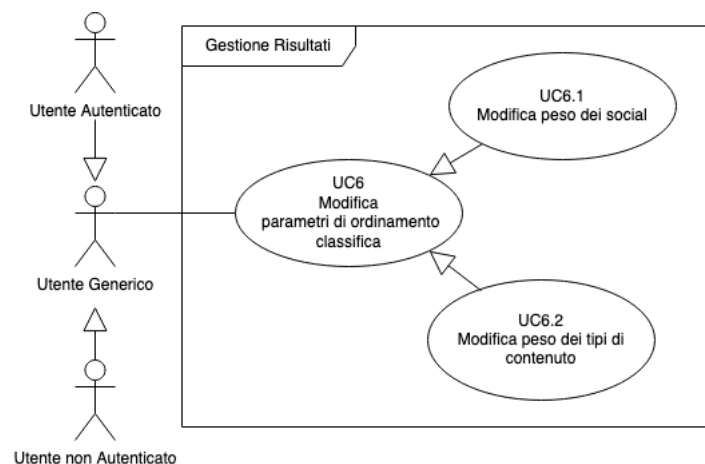 Gestione Risultati
Utente Autenticato
UC6.1
Modifica peso dei social
UC6
Modifica
parametri di ordinamento
classifica
Utente Generico
UC6.2
Modifica peso dei tipi di
contenuto
Utente non Autenticato